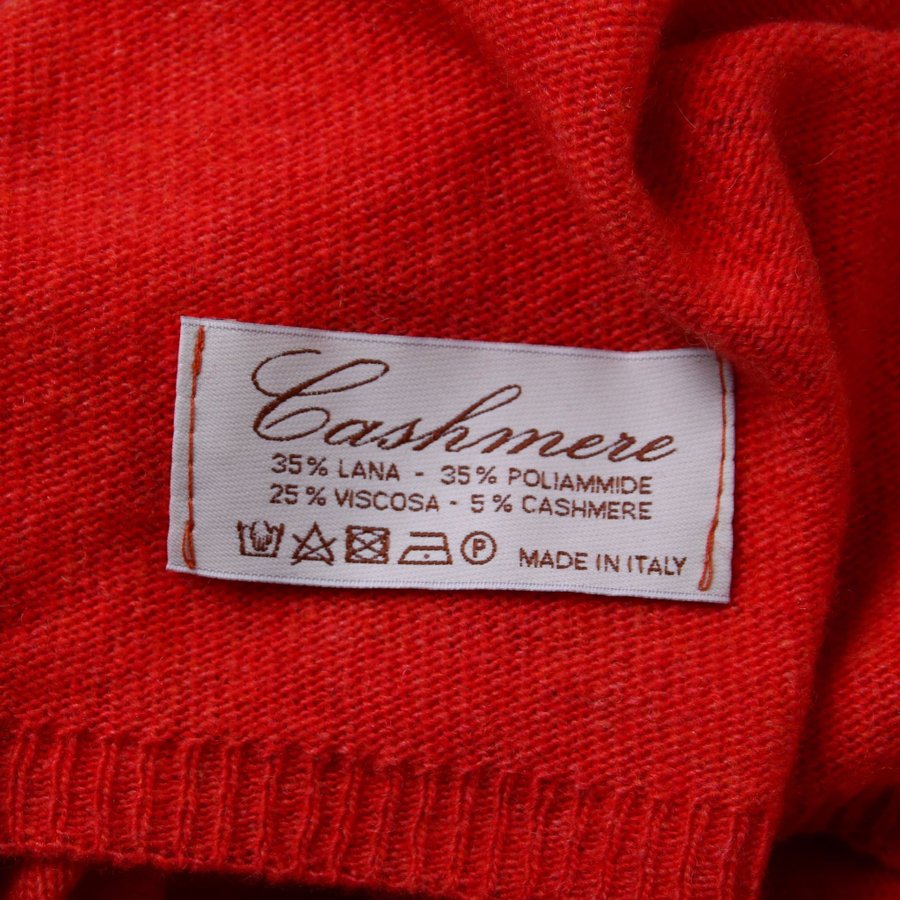 Cashmere
35% LANA - 35% POLIAMMIDE
25% VISCOSA - 5% CASHMERE
P MADE IN ITALY